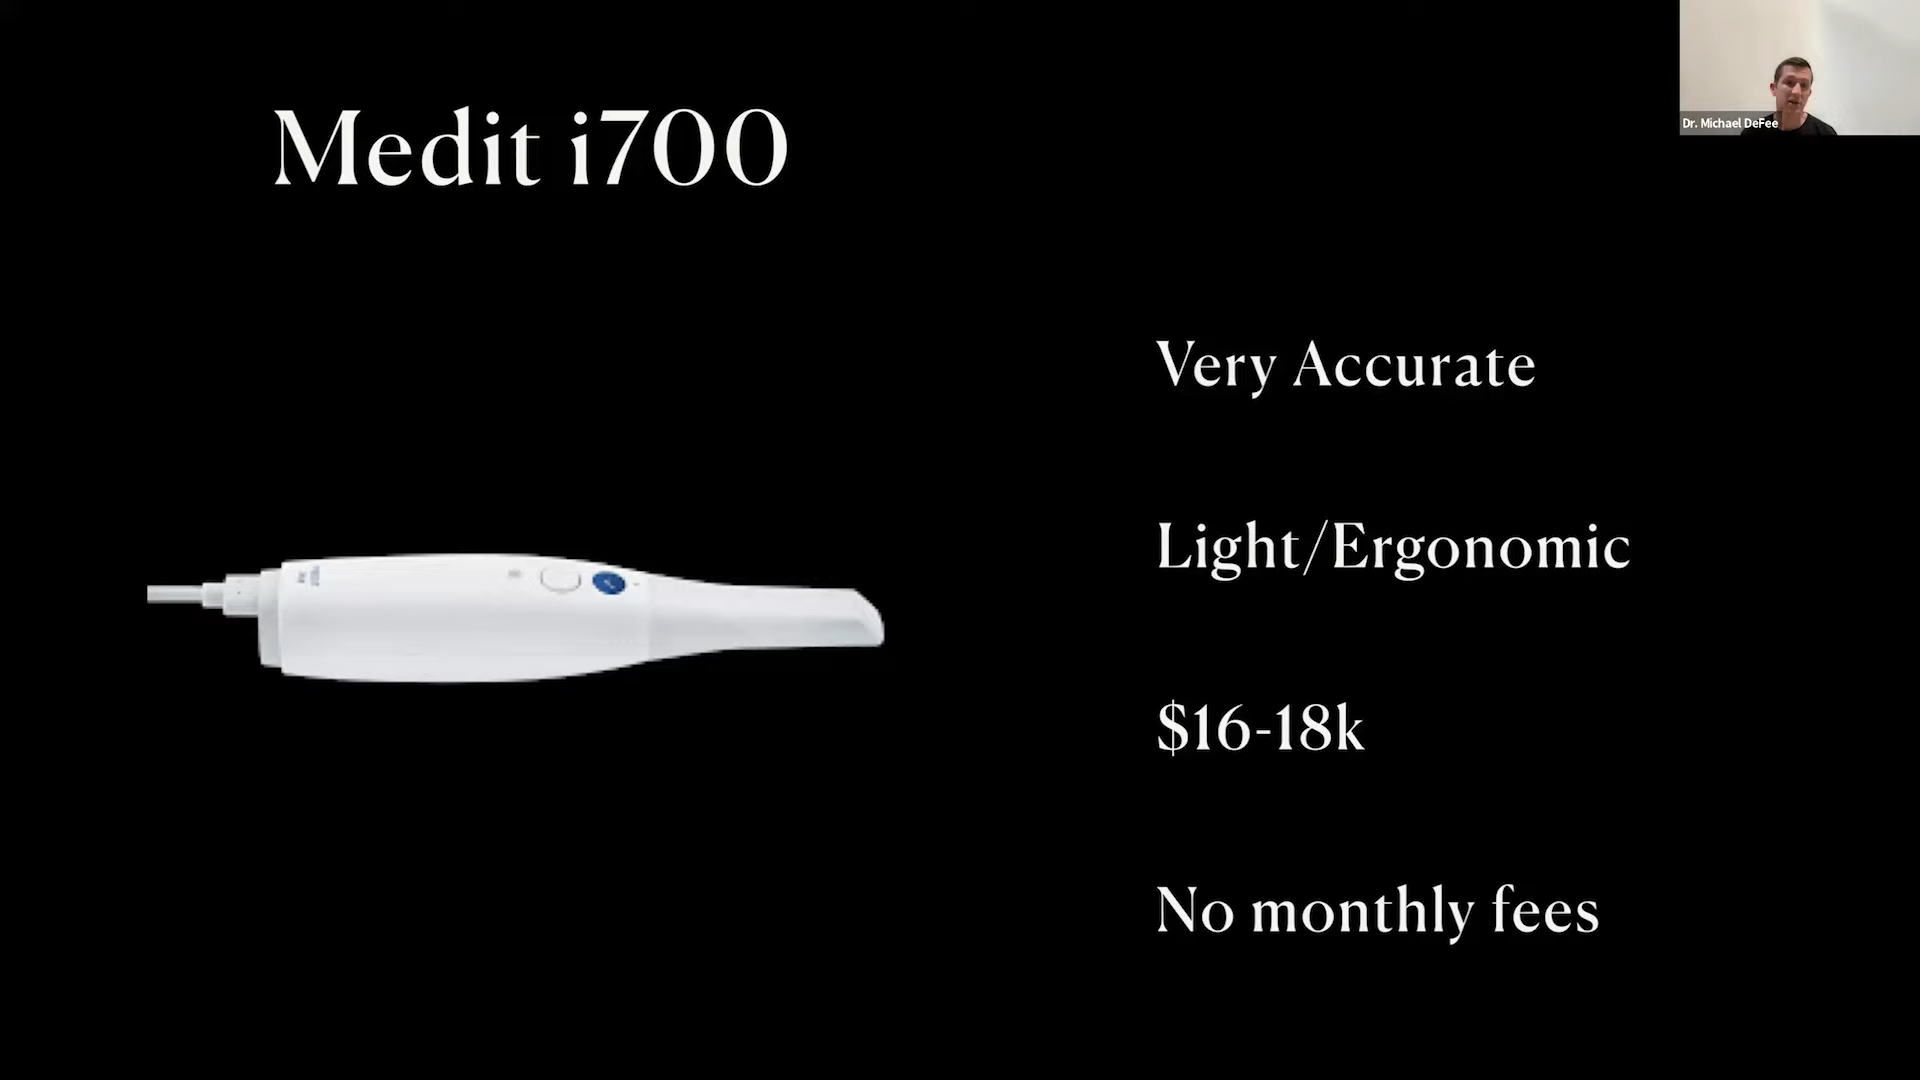 Medit i700
Dr. Michael DeFee
Very Accurate
Light/Ergonomic
$16-18k
No monthly fees